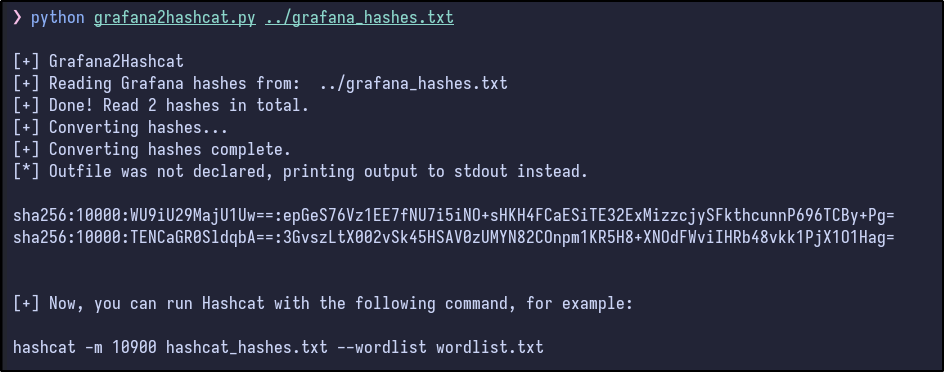 ❯ python grafana2hashcat.py ../grafana_hashes.txt
[+] Grafana2Hashcat
[+] Reading Grafana hashes from:  ../grafana_hashes.txt
[+] Done! Read 2 hashes in total.
[+] Converting hashes...
[+] Converting hashes complete.
[*] Outfile was not declared, printing output to stdout instead.
sha256:10000:WU9iU29MajU1Uw==:epGeS76Vz1EE7fNU7i5iNO+sHKH4FCaESiTE32ExMizzcjySFkthcunnP696TCBy+Pg=
sha256:10000:TENCaGR0SldqbA==:3GvszLtX002vSk45HSAV0zUMYN82COnpm1KR5H8+XNOdFWviIHRb48vkk1PjX1O1Hag=
[+] Now, you can run Hashcat with the following command, for example:
hashcat -m 10900 hashcat_hashes.txt --wordlist wordlist.txt